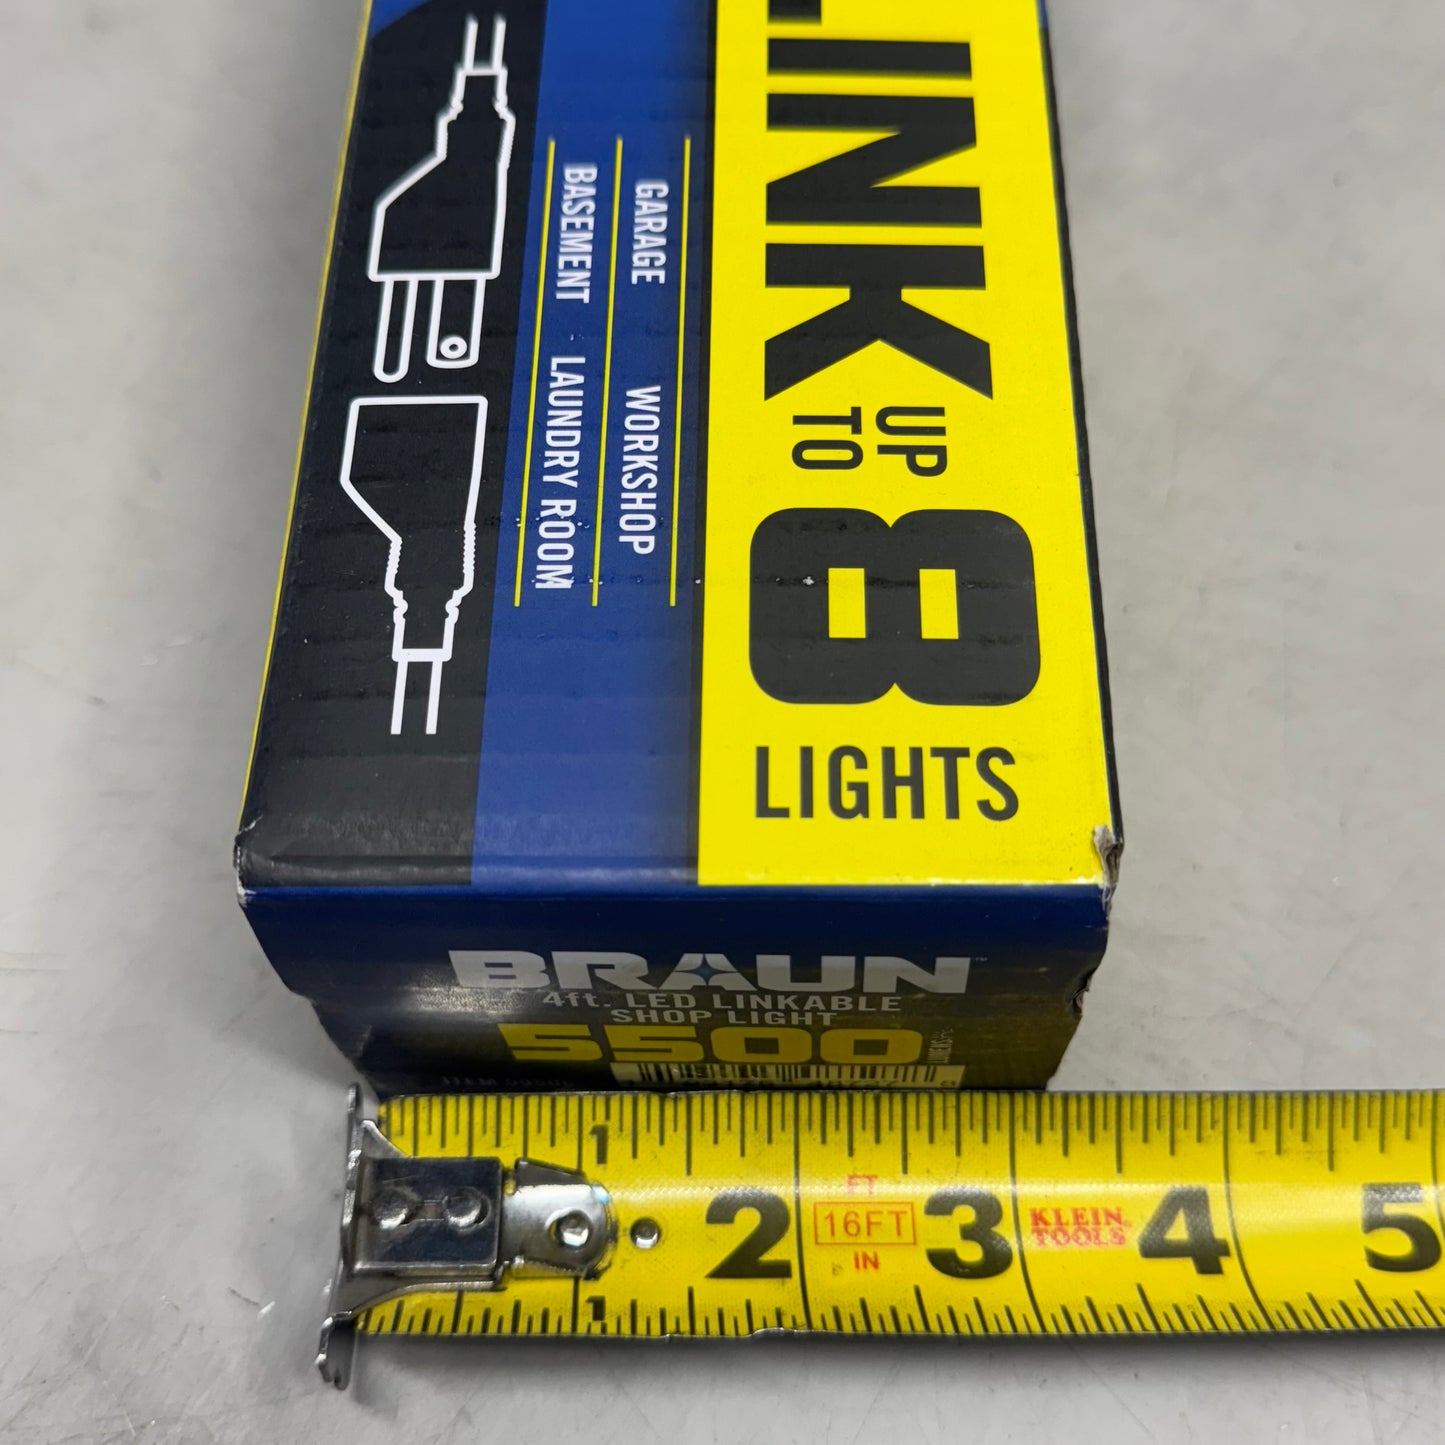 LINK
UP
TO
8
LIGHTS
GARAGE WORKSHOP
BASEMENT LAUNDRY ROOM
BRAUN™
4ft. LED LINKABLE
SHOP LIGHT
5500
1 2 3 4 5
FT
16FT
IN
KLEIN
TOOLS
1